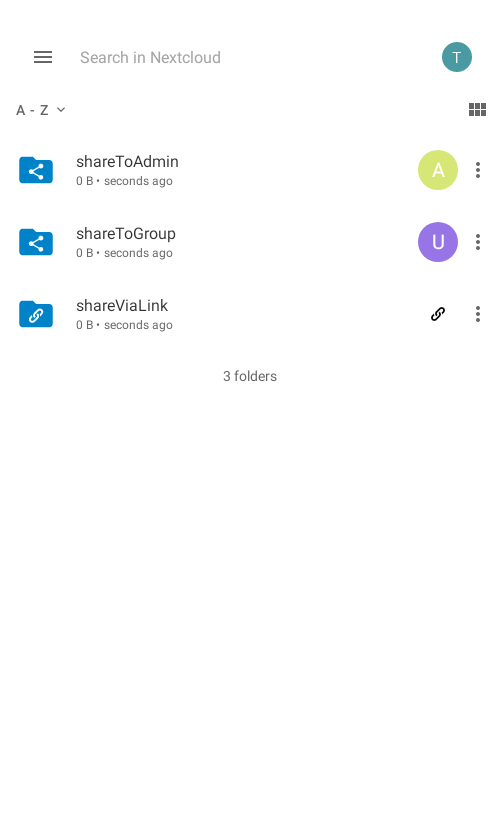 Search in Nextcloud
T
A - Z
shareToAdmin
0 B • seconds ago
A
shareToGroup
0 B • seconds ago
U
shareViaLink
0 B • seconds ago
3 folders